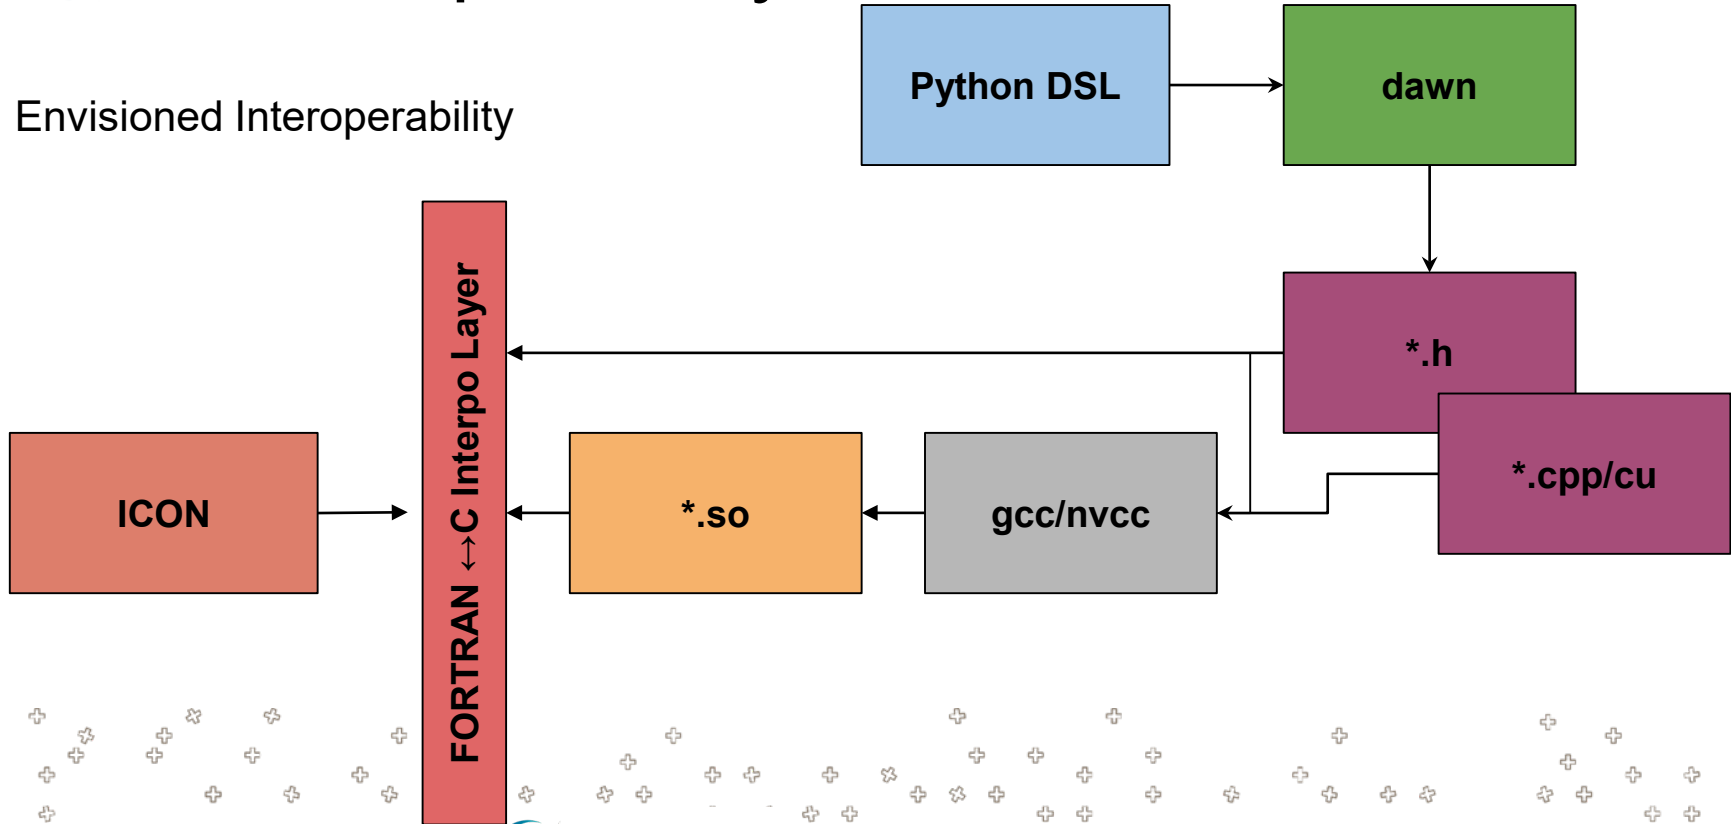 Envisioned Interoperability
Python DSL
dawn
*.h
*.cpp/cu
FORTRAN ↔C Interpo Layer
ICON
*.so
gcc/nvcc